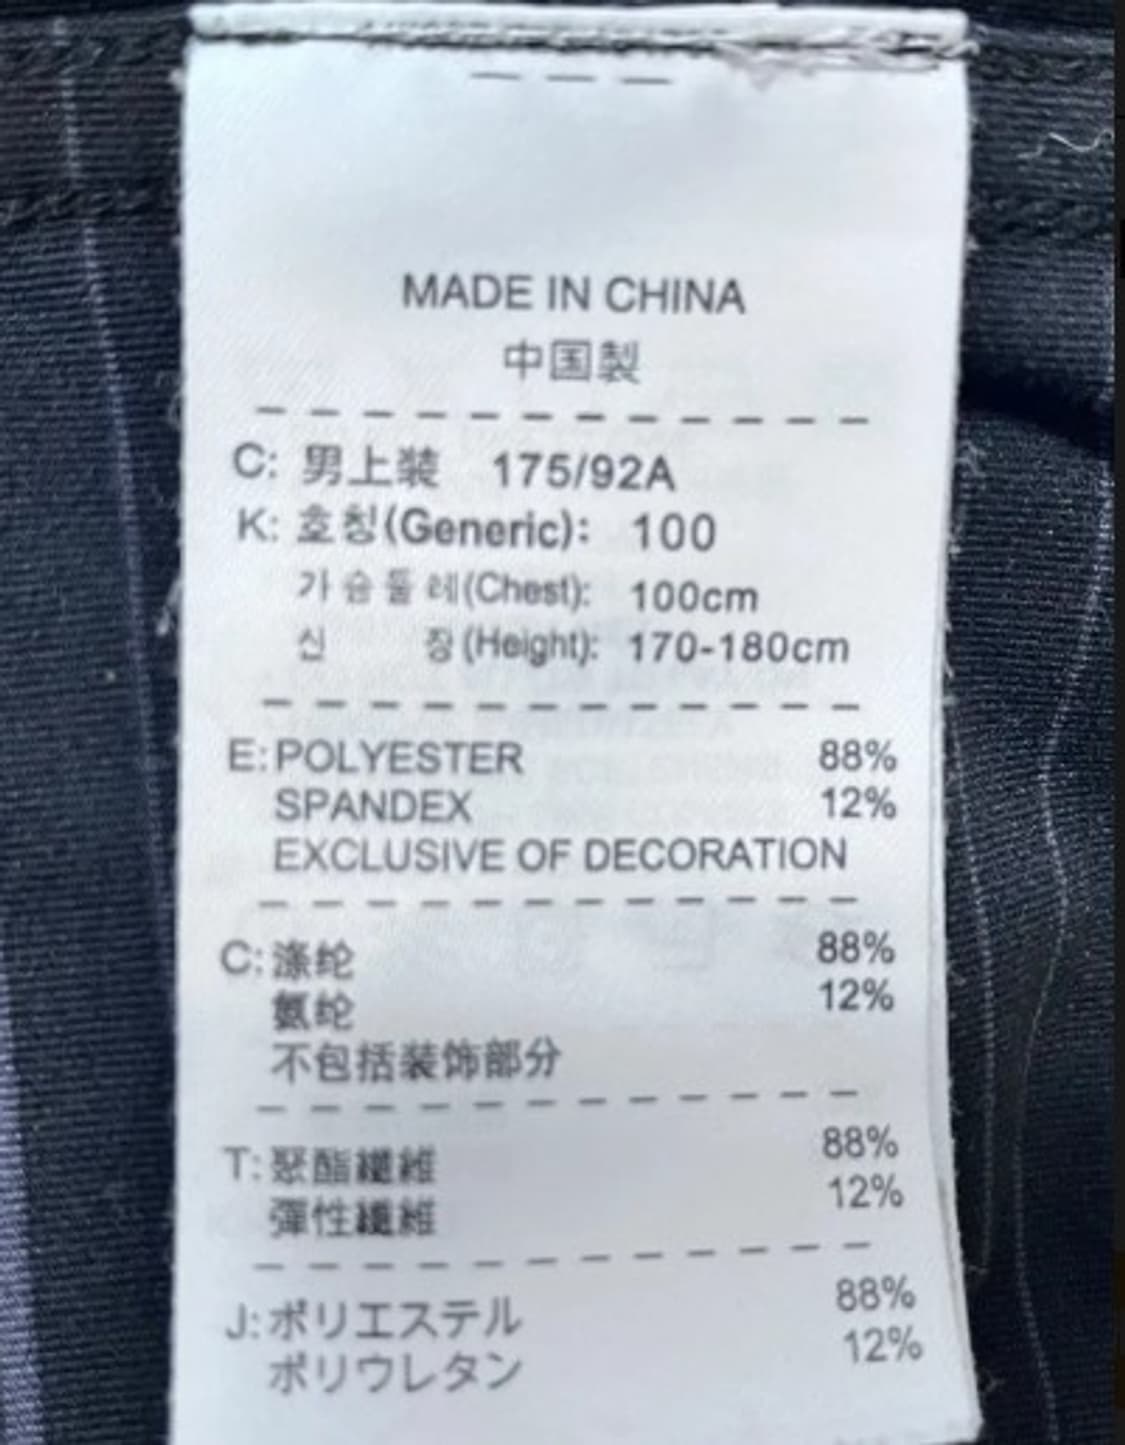 MADE IN CHINA
中国製
C: 男上装 175/92A
K: 호칭(Generic): 100
가슴둘레(Chest): 100cm
신 장(Height): 170-180cm
E: POLYESTER 88%
SPANDEX 12%
EXCLUSIVE OF DECORATION
C: 涤纶 88%
氨纶 12%
不包括装饰部分
T: 聚酯纖維 88%
彈性纖維 12%
J: ポリエステル 88%
ポリウレタン 12%